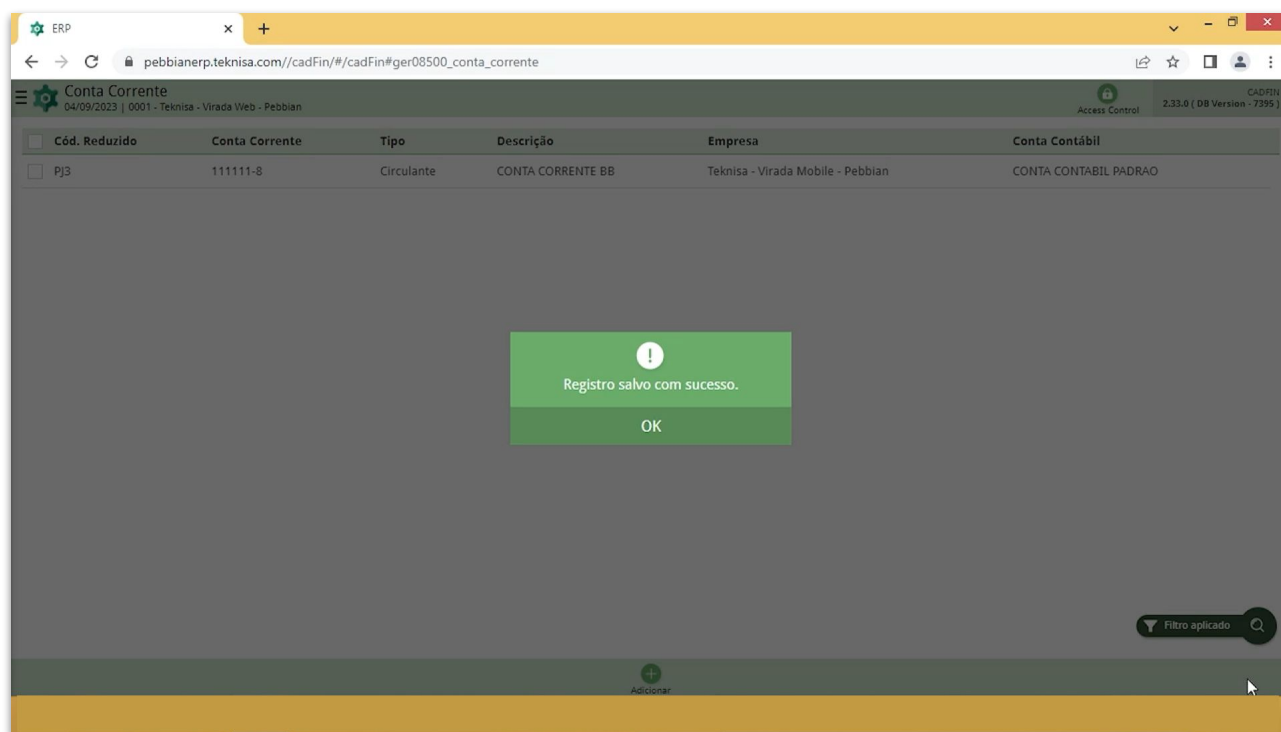 ERP
pebbianerp.teknisa.com//cadFin/#/cadFin#ger08500_conta_corrente
Conta Corrente
04/09/2023 | 0001 - Teknisa - Virada Web - Pebbian
Access Control
CADFIN
2.33.0 ( DB Version - 7395 )
Cód. Reduzido Conta Corrente Tipo Descrição Empresa Conta Contábil
PJ3 111111-8 Circulante CONTA CORRENTE BB Teknisa - Virada Mobile - Pebbian CONTA CONTABIL PADRAO
Registro salvo com sucesso.
OK
Filtro aplicado
Adicionar